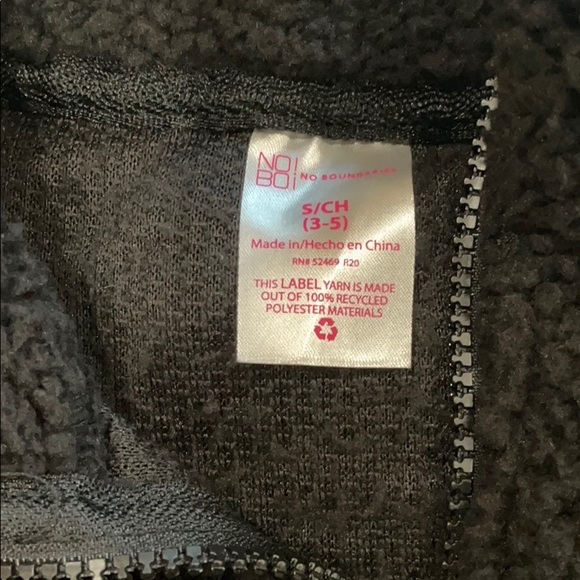 NO!
BO! NO BOUNDARIES
S/CH
(3-5)
Made in/Hecho en China
RN# 52469 R20
THIS LABEL YARN IS MADE
OUT OF 100% RECYCLED
POLYESTER MATERIALS